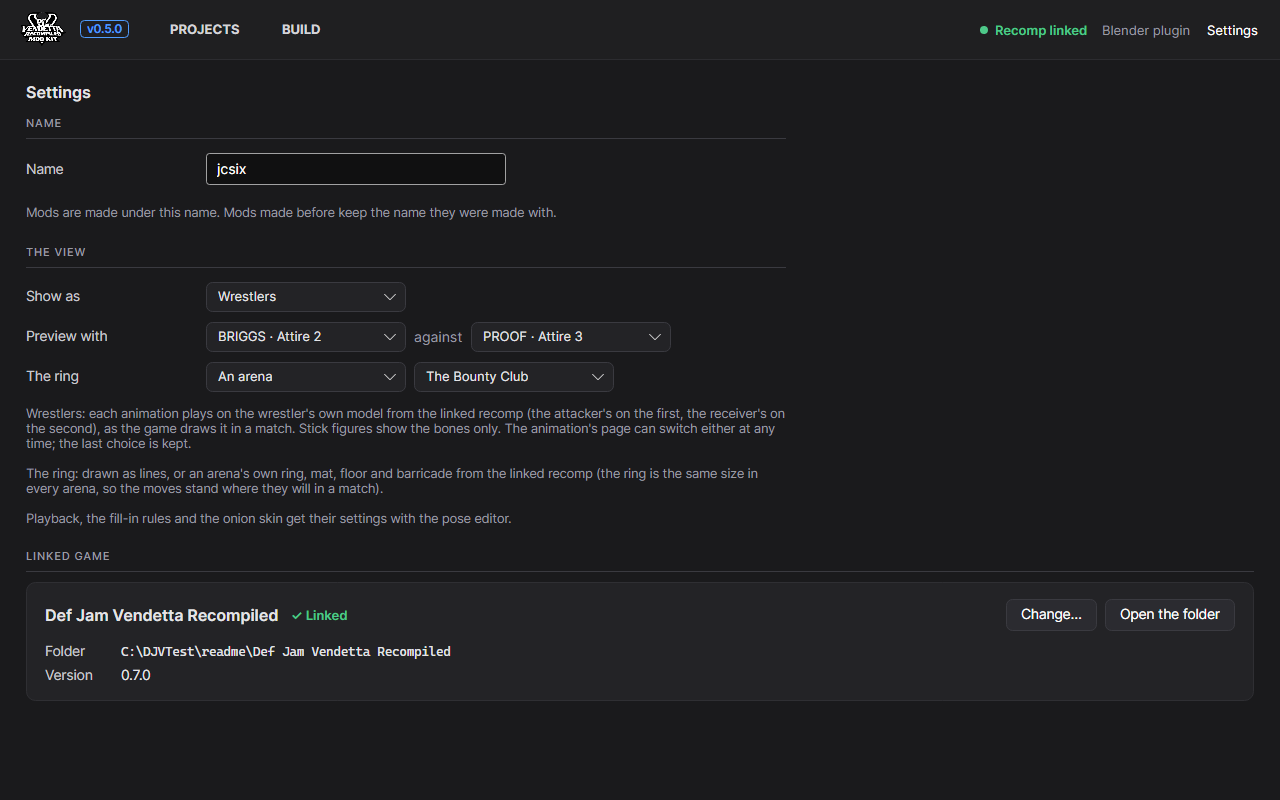 VENDETTA
RECOMPILED
MOD KIT
v0.5.0
PROJECTS
BUILD
Recomp linked
Blender plugin
Settings
Settings
NAME
Name
jcsix
Mods are made under this name. Mods made before keep the name they were made with.
THE VIEW
Show as
Wrestlers
Preview with
BRIGGS · Attire 2
against
PROOF · Attire 3
The ring
An arena
The Bounty Club
Wrestlers: each animation plays on the wrestler's own model from the linked recomp (the attacker's on the first, the receiver's on
the second), as the game draws it in a match. Stick figures show the bones only. The animation's page can switch either at any
time; the last choice is kept.
The ring: drawn as lines, or an arena's own ring, mat, floor and barricade from the linked recomp (the ring is the same size in
every arena, so the moves stand where they will in a match).
Playback, the fill-in rules and the onion skin get their settings with the pose editor.
LINKED GAME
Def Jam Vendetta Recompiled
✓ Linked
Change...
Open the folder
Folder
C:\DJVTest\readme\Def Jam Vendetta Recompiled
Version
0.7.0